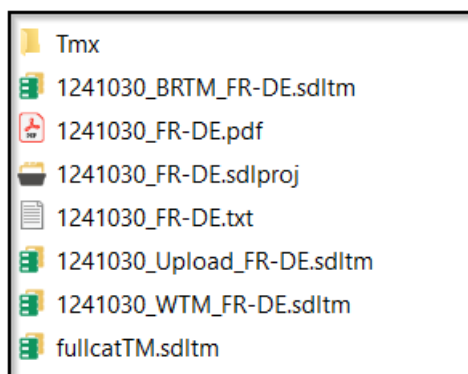 Tmx
1241030_BRTM_FR-DE.sdltm
1241030_FR-DE.pdf
1241030_FR-DE.sdlproj
1241030_FR-DE.txt
1241030_Upload_FR-DE.sdltm
1241030_WTM_FR-DE.sdltm
fullcatTM.sdltm